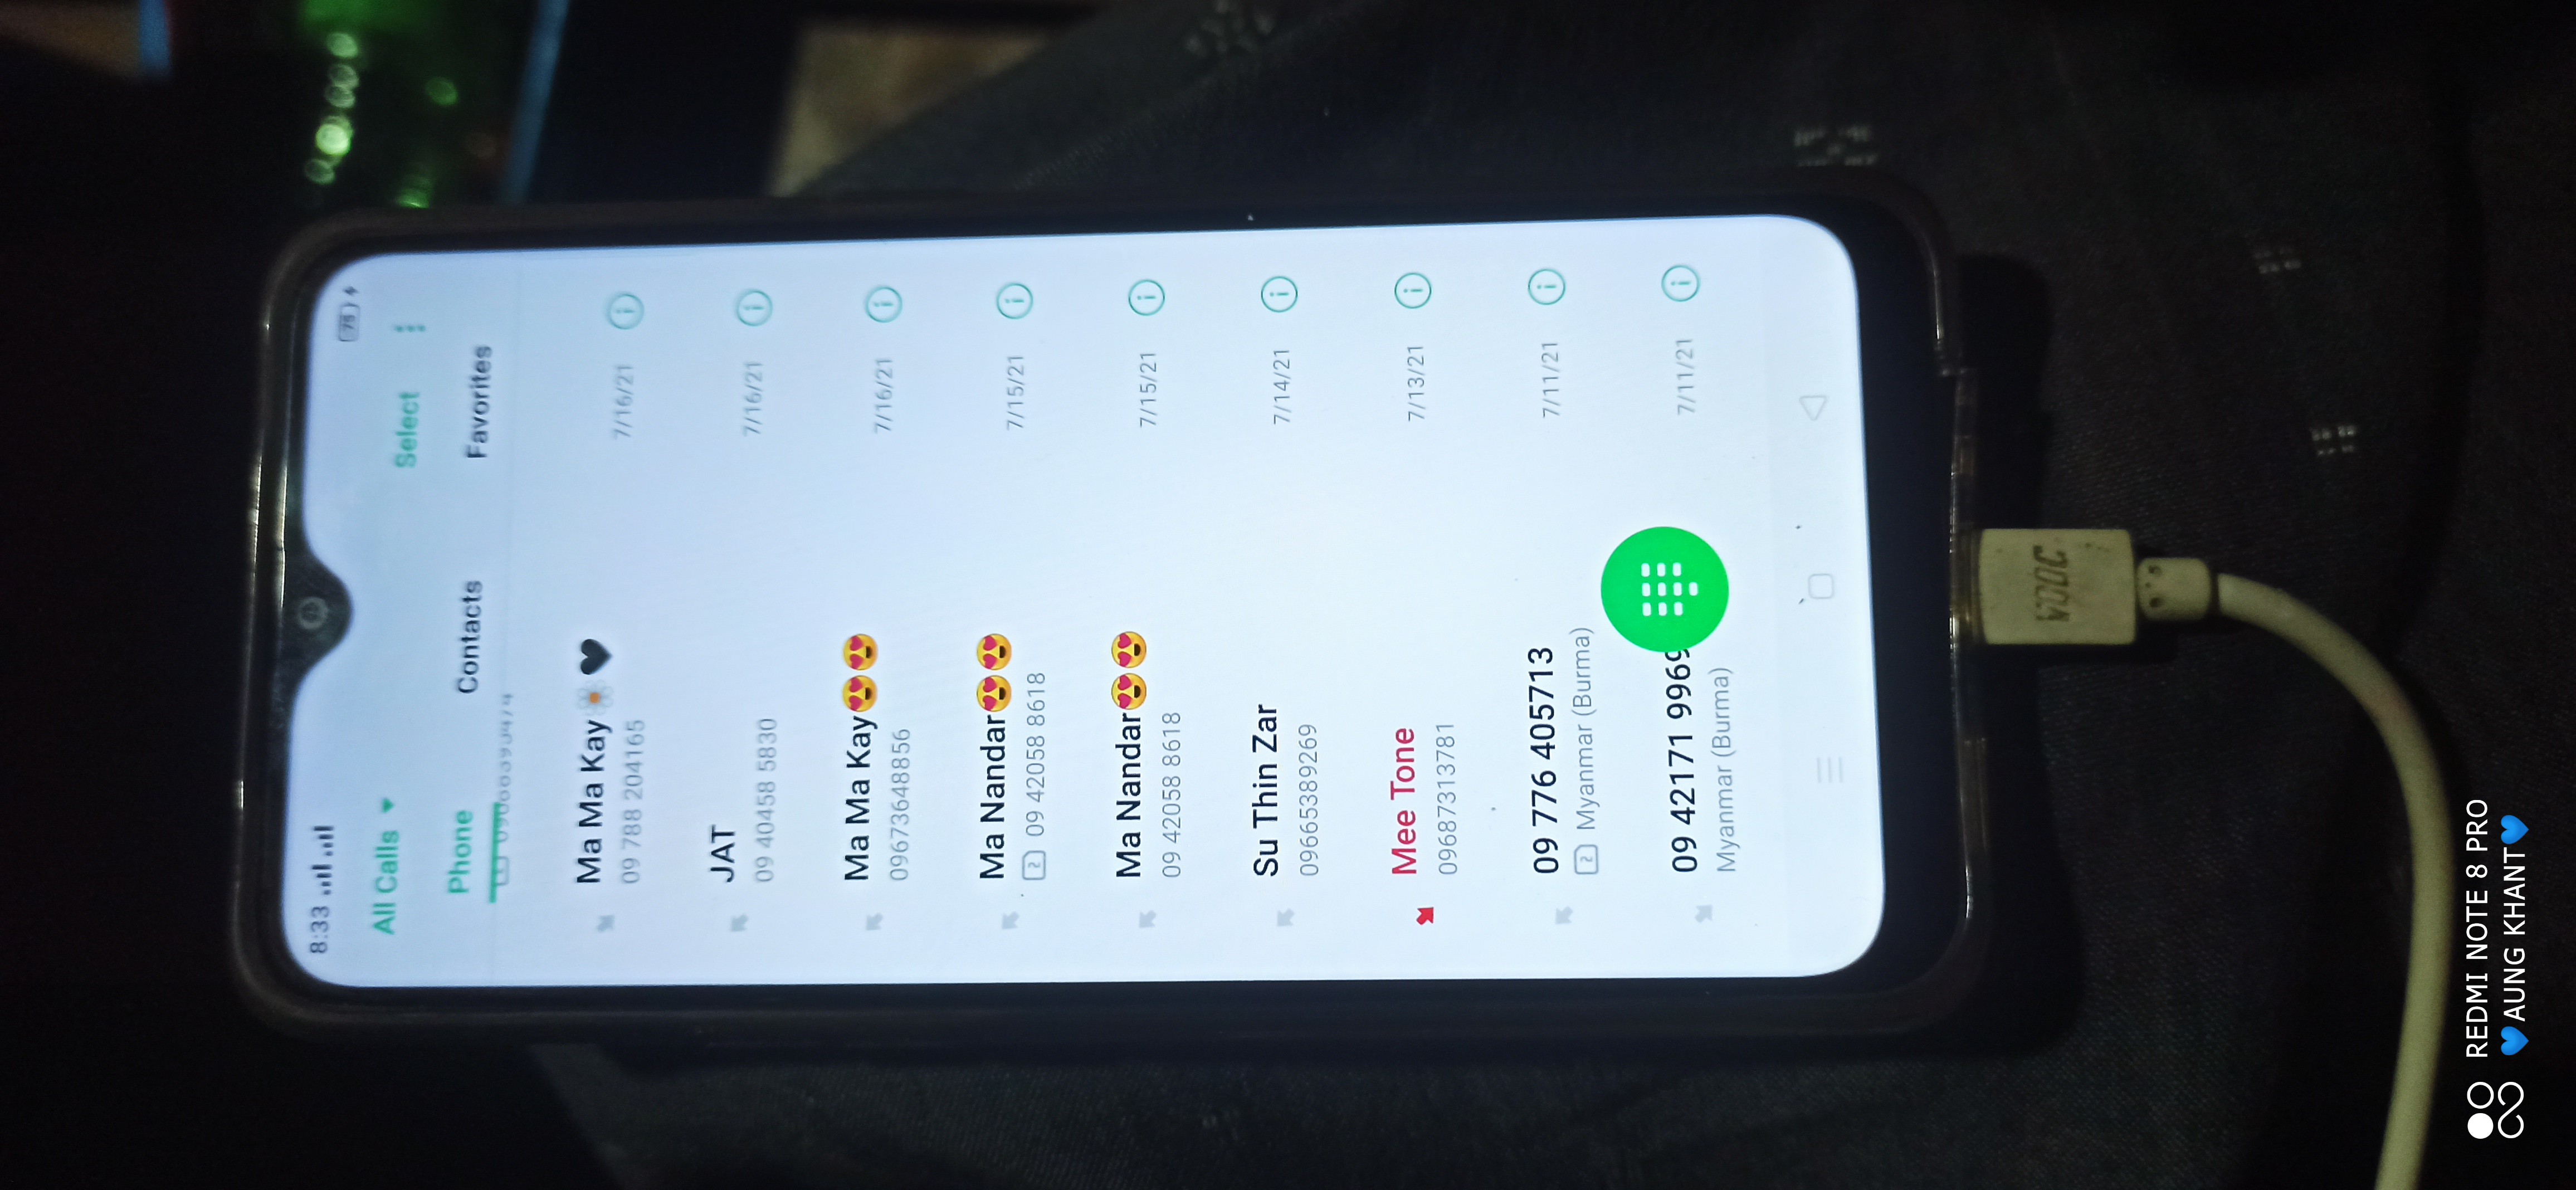 8:33
75
All Calls
Select
Phone
Contacts
Favorites
Ma Ma Kay🌼🖤
09 788 204165
7/16/21
JAT
09 40458 5830
7/16/21
Ma Ma Kay😍😍
09673648856
7/16/21
Ma Nandar😍😍
2 09 42058 8618
7/15/21
Ma Nandar😍😍
09 42058 8618
7/15/21
Su Thin Zar
09665389269
7/14/21
Mee Tone
09687313781
7/13/21
09 776 405713
2 Myanmar (Burma)
7/11/21
09 42171 9969
Myanmar (Burma)
7/11/21
VOOC
REDMI NOTE 8 PRO
💙AUNG KHANT💙